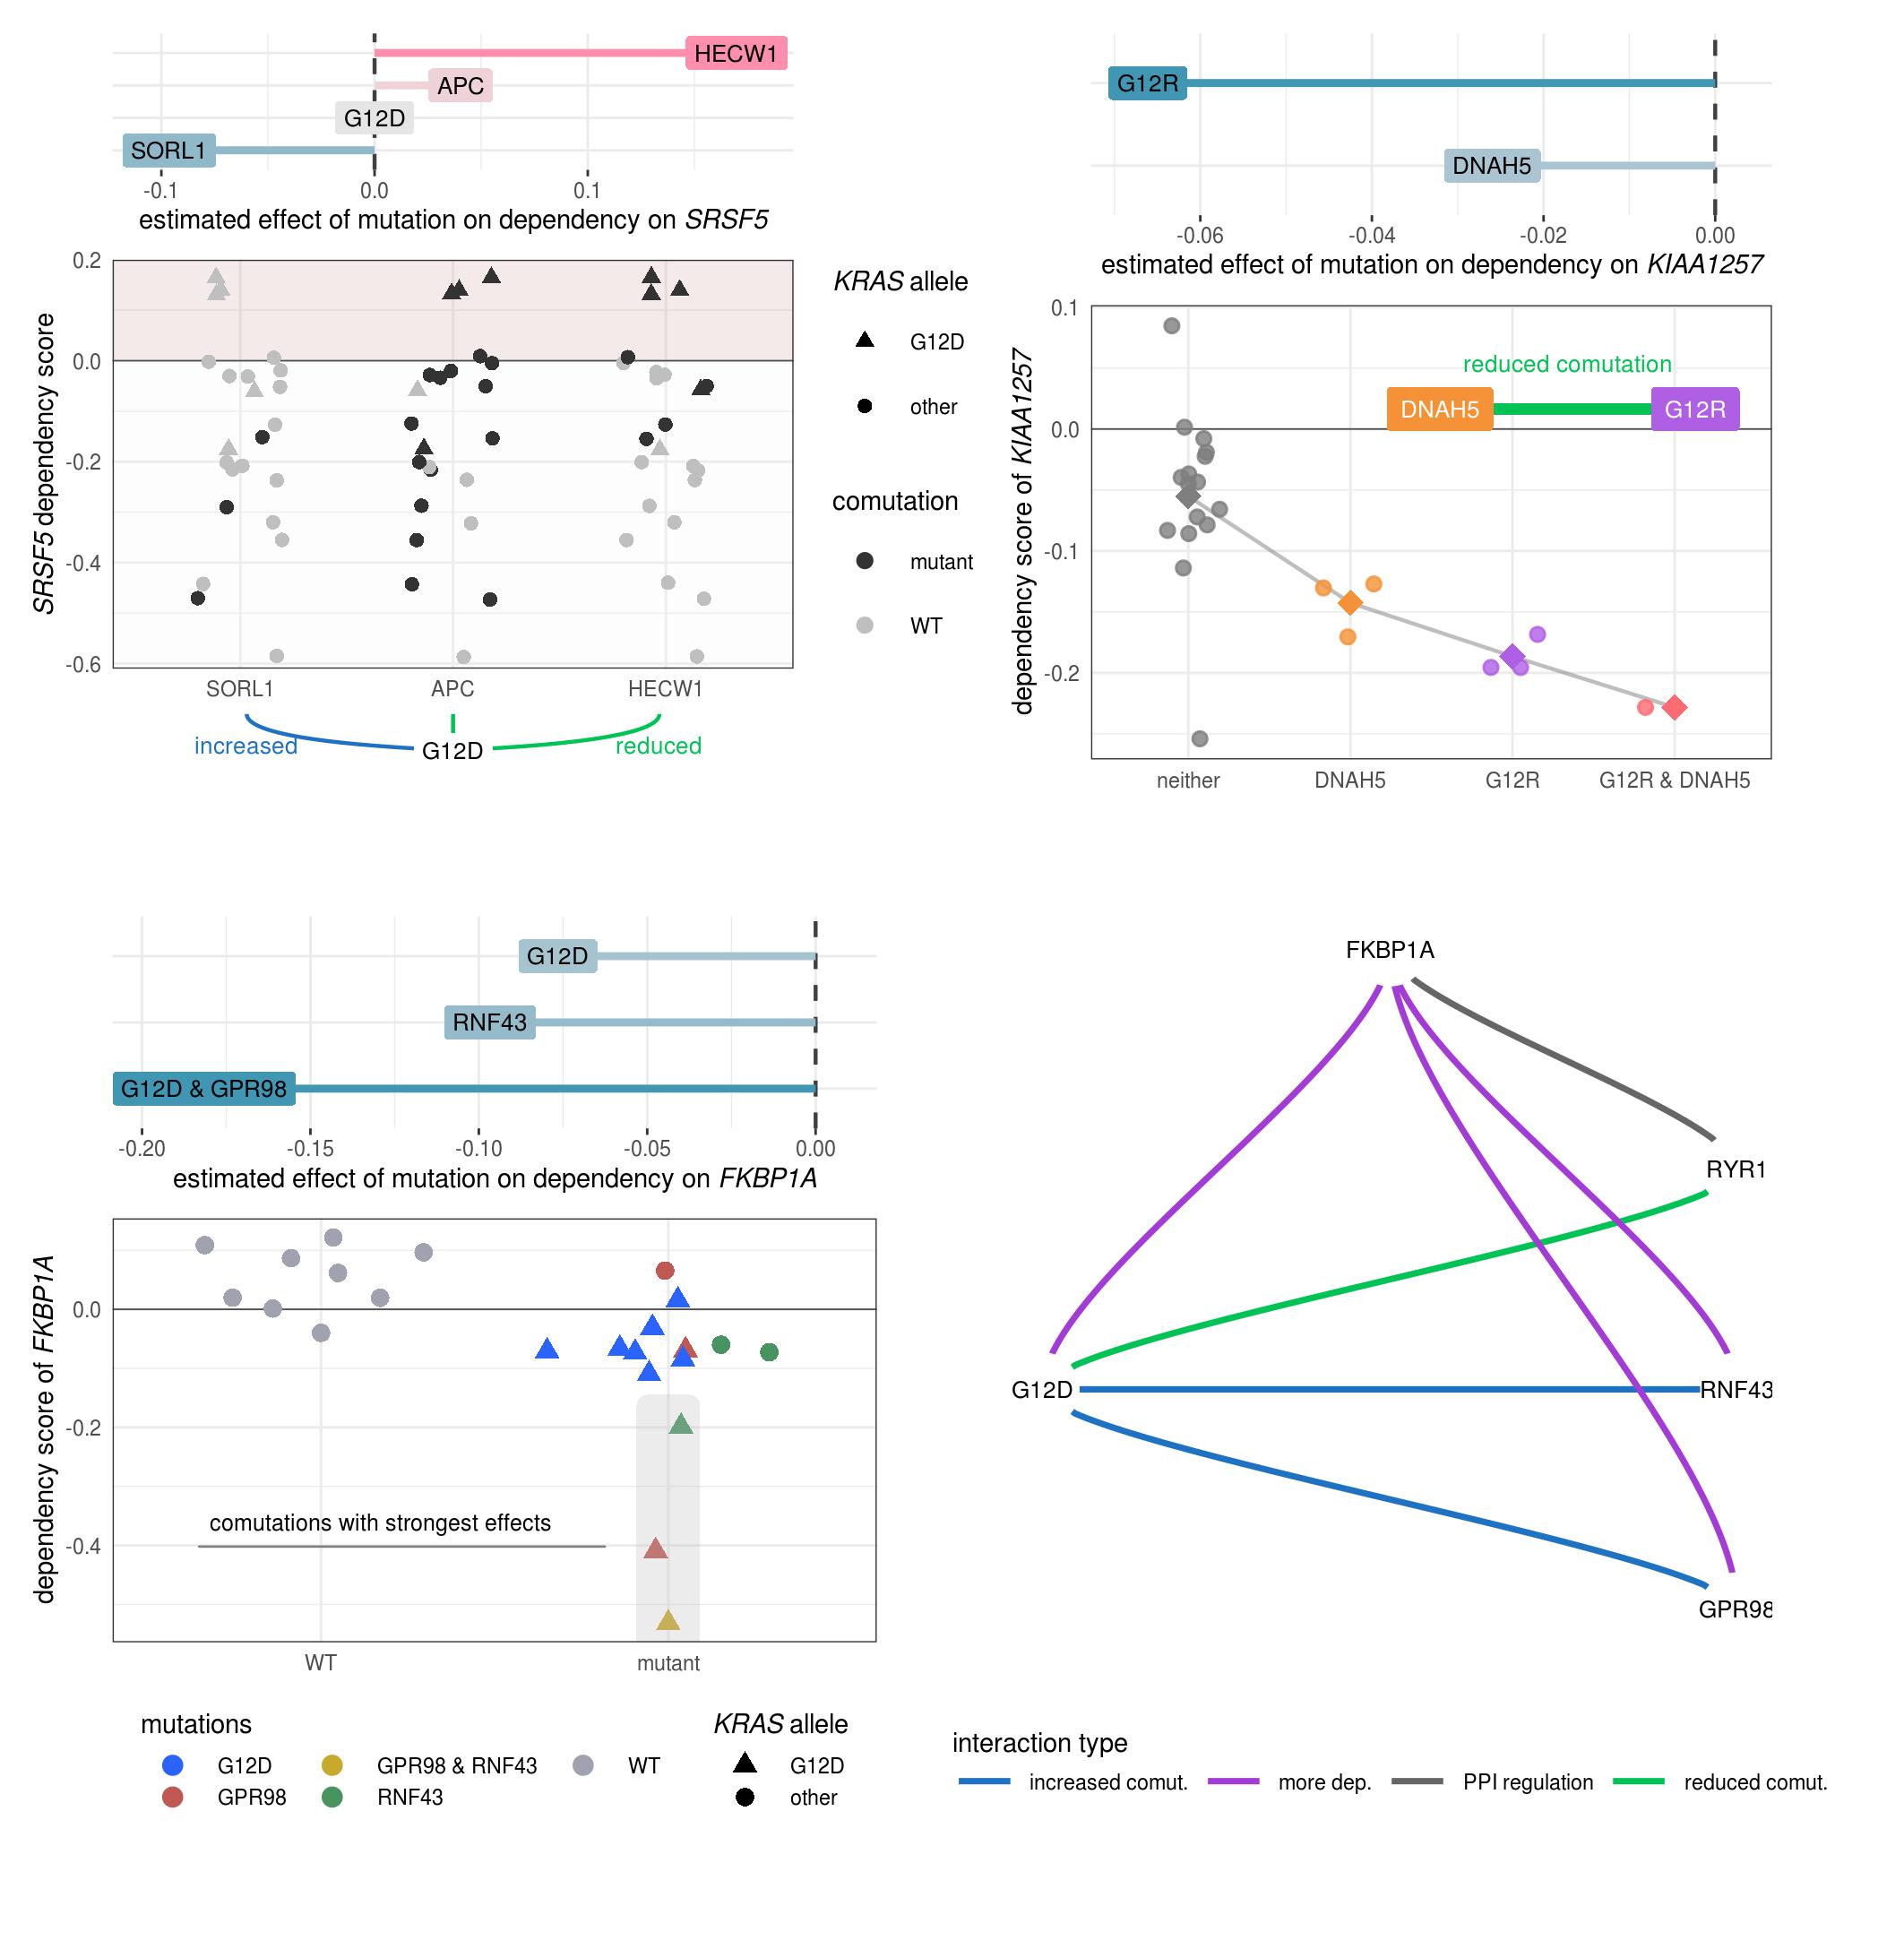 HECW1
APC
G12D
SORL1
-0.1
0.0
0.1
estimated effect of mutation on dependency on SRSF5
0.2
0.0
-0.2
-0.4
-0.6
SRSF5 dependency score
SORL1
APC
HECW1
increased
G12D
reduced
KRAS allele
G12D
other
comutation
mutant
WT
G12R
DNAH5
-0.06
-0.04
-0.02
0.00
estimated effect of mutation on dependency on KIAA1257
0.1
0.0
-0.1
-0.2
dependency score of KIAA1257
reduced comutation
DNAH5
G12R
neither
DNAH5
G12R
G12R & DNAH5
G12D
RNF43
G12D & GPR98
-0.20
-0.15
-0.10
-0.05
0.00
estimated effect of mutation on dependency on FKBP1A
0.0
-0.2
-0.4
dependency score of FKBP1A
comutations with strongest effects
WT
mutant
mutations
G12D
GPR98 & RNF43
WT
GPR98
RNF43
KRAS allele
G12D
other
FKBP1A
RYR1
G12D
RNF43
GPR98
interaction type
increased comut.
more dep.
PPI regulation
reduced comut.